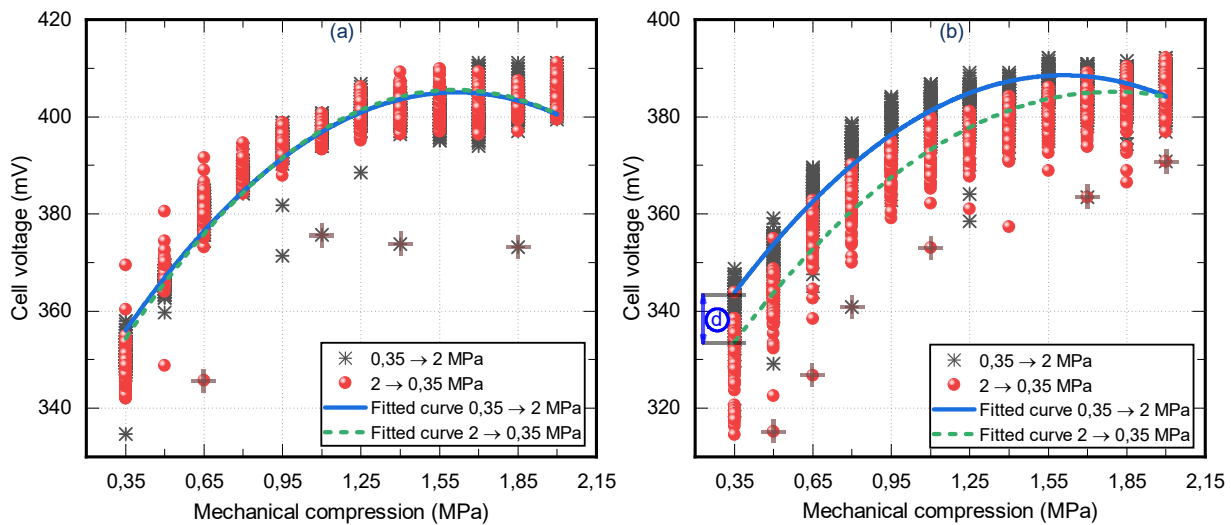 (a)
Cell voltage (mV)
400
380
360
340
0,35 → 2 MPa
2 → 0,35 MPa
Fitted curve 0,35 → 2 MPa
Fitted curve 2 → 0,35 MPa
0,35 0,65 0,95 1,25 1,55 1,85 2,15
Mechanical compression (MPa)
(b)
Cell voltage (mV)
400
380
360
340
320
d
0,35 → 2 MPa
2 → 0,35 MPa
Fitted curve 0,35 → 2 MPa
Fitted curve 2 → 0,35 MPa
0,35 0,65 0,95 1,25 1,55 1,85 2,15
Mechanical compression (MPa)